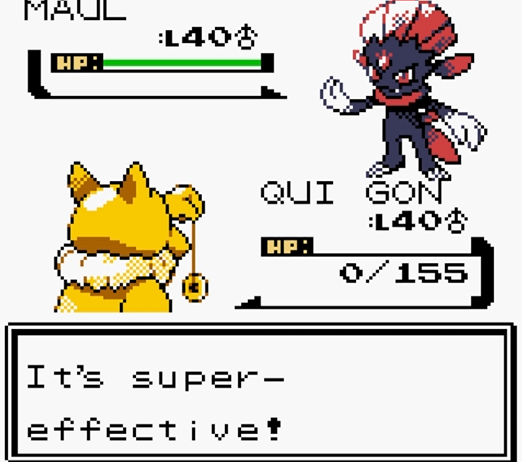 MAUL
:L40♂
HP:
QUI GON
:L40♂
HP:
0/155
It's super-
effective!